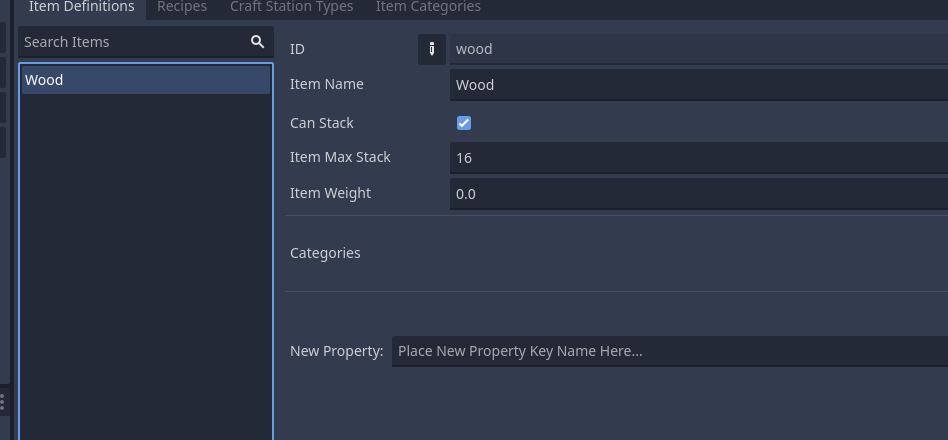 Item Definitions Recipes Craft Station Types Item Categories
Search Items
Wood
ID wood
Item Name Wood
Can Stack
Item Max Stack 16
Item Weight 0.0
Categories
New Property: Place New Property Key Name Here...